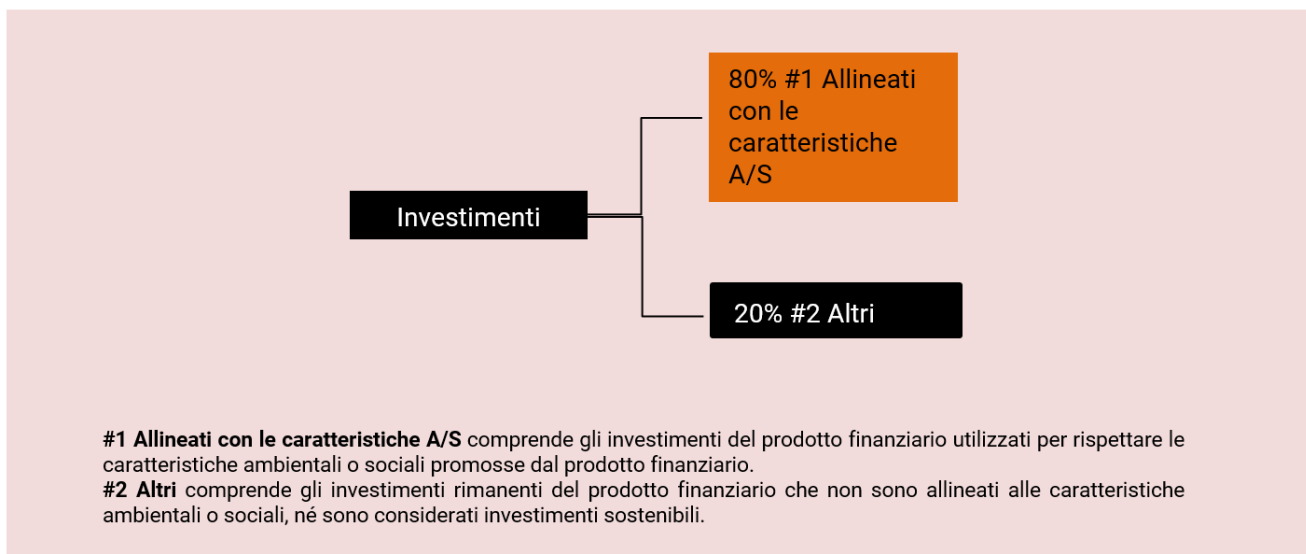 80% #1 Allineati
con le
caratteristiche
A/S
Investimenti
20% #2 Altri
#1 Allineati con le caratteristiche A/S comprende gli investimenti del prodotto finanziario utilizzati per rispettare le
caratteristiche ambientali o sociali promosse dal prodotto finanziario.
#2 Altri comprende gli investimenti rimanenti del prodotto finanziario che non sono allineati alle caratteristiche
ambientali o sociali, né sono considerati investimenti sostenibili.